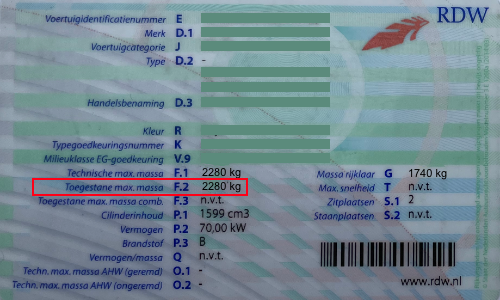 RDW
Voertuigidentificatienummer E
Merk D.1
Voertuigcategorie J
Type D.2 -
Handelsbenaming D.3
Kleur R
Typegoedkeuringsnummer K
Milieuklasse EG-goedkeuring V.9
Technische max. massa F.1 2280 kg
Massa rijklaar G 1740 kg
Toegestane max. massa F.2 2280 kg
Max. snelheid T n.v.t.
Toegestane max. massa comb. F.3 n.v.t.
Zitplaatsen S.1 2
Cilinderinhoud P.1 1599 cm3
Staanplaatsen S.2 n.v.t.
Vermogen P.2 70,00 kW
Brandstof P.3 B
Vermogen/massa Q n.v.t.
Techn. max. massa AHW (geremd) O.1 -
Techn. max. massa AHW (ongeremd) O.2 -
www.rdw.nl